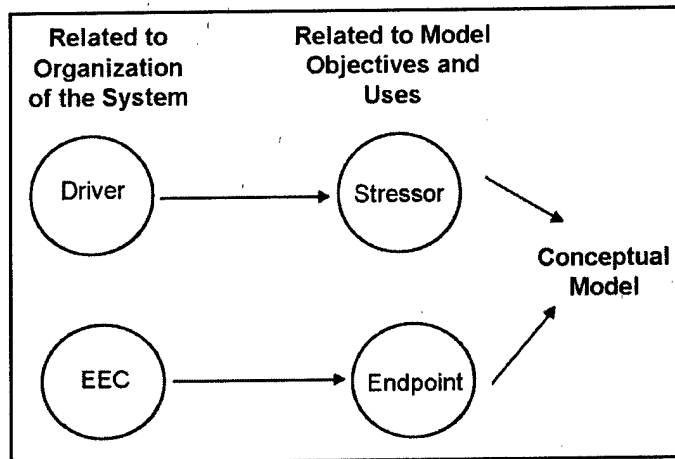 Related to
Organization
of the System
Related to Model
Objectives and
Uses
Driver
Stressor
Conceptual
Model
EEC
Endpoint